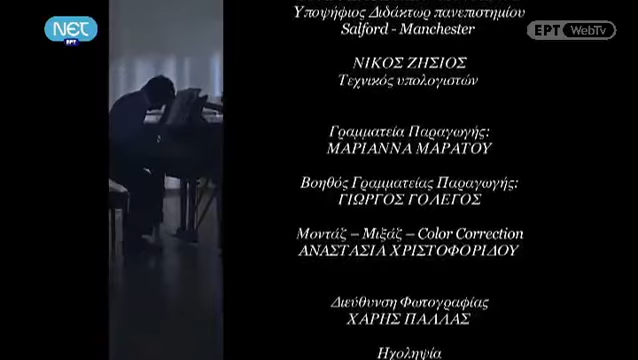 NET
ΕΡΤ
ΕΡΤ WebTv
Υποψήφιος Διδάκτωρ πανεπιστημίου
Salford - Manchester
ΝΙΚΟΣ ΖΗΣΙΟΣ
Τεχνικός υπολογιστών
Γραμματεία Παραγωγής:
ΜΑΡΙΑΝΝΑ ΜΑΡΑΤΟΥ
Βοηθός Γραμματείας Παραγωγής:
ΓΙΩΡΓΟΣ ΓΟΛΕΓΟΣ
Μοντάζ – Μιξάζ – Color Correction
ΑΝΑΣΤΑΣΙΑ ΧΡΙΣΤΟΦΟΡΙΔΟΥ
Διεύθυνση Φωτογραφίας
ΧΑΡΗΣ ΠΑΛΛΑΣ
Ηχοληψία